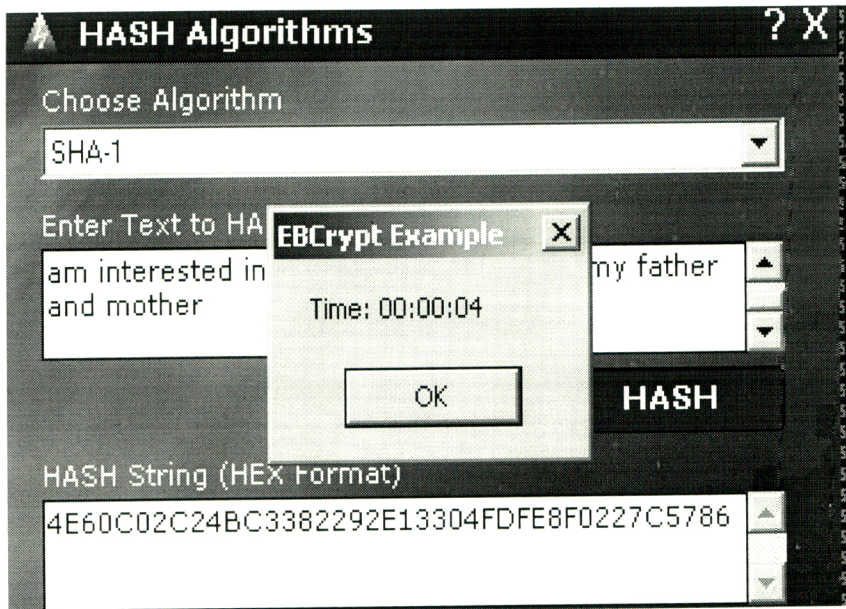 HASH Algorithms
? X
Choose Algorithm
SHA-1
Enter Text to HA
am interested in my father
and mother
EBCrypt Example
Time: 00:00:04
OK
HASH
HASH String (HEX Format)
4E60C02C24BC3382292E13304FDFE8F0227C5786